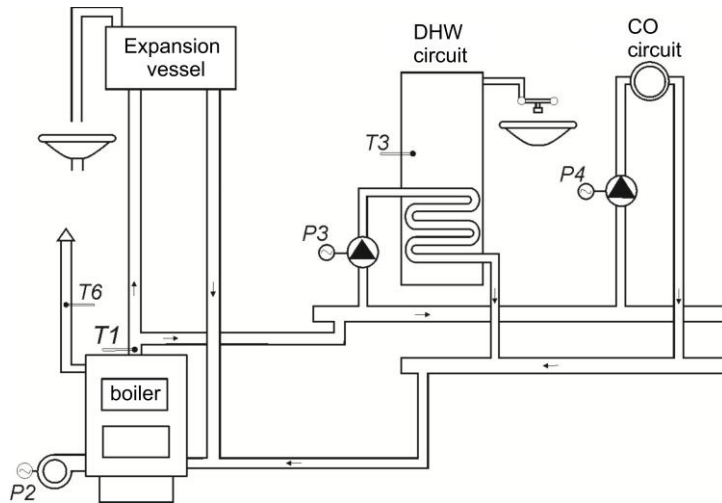 Expansion
vessel
DHW
circuit
CO
circuit
T3
P4
P3
T6
T1
boiler
P2